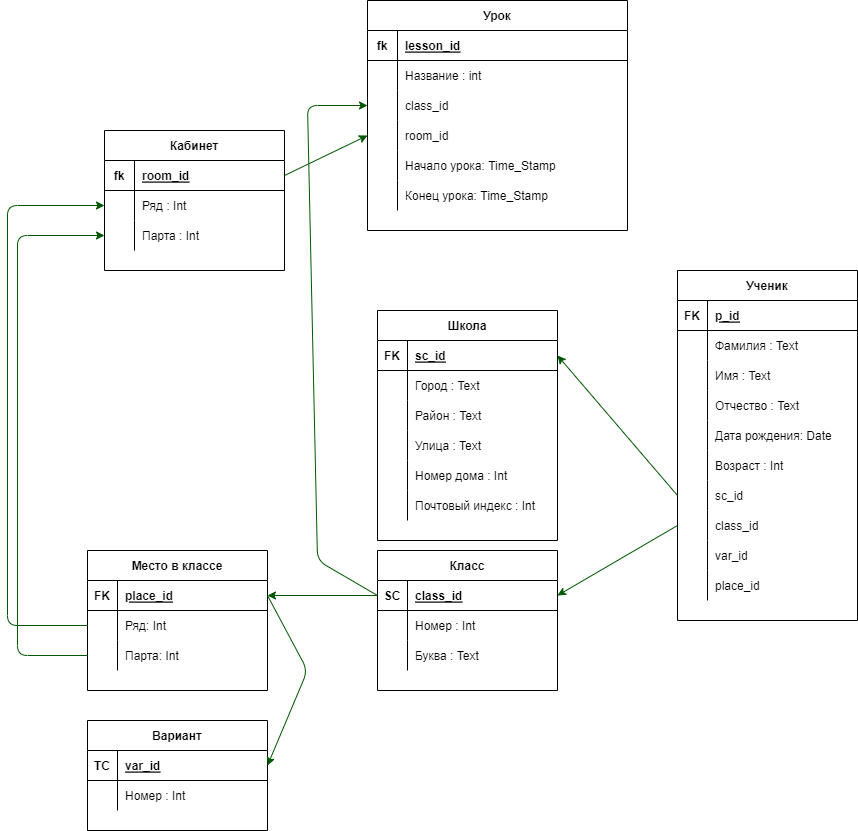 Урок
fk lesson_id
Название : int
class_id
room_id
Начало урока: Time_Stamp
Конец урока: Time_Stamp
Кабинет
fk room_id
Ряд : Int
Парта : Int
Ученик
FK p_id
Фамилия : Text
Имя : Text
Отчество : Text
Дата рождения: Date
Возраст : Int
sc_id
class_id
var_id
place_id
Школа
FK sc_id
Город : Text
Район : Text
Улица : Text
Номер дома : Int
Почтовый индекс : Int
Место в классе
FK place_id
Ряд: Int
Парта: Int
Класс
SC class_id
Номер : Int
Буква : Text
Вариант
TC var_id
Номер : Int